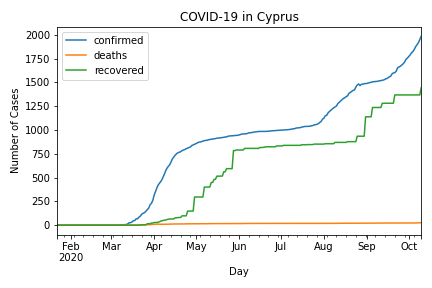 COVID-19 in Cyprus
confirmed
deaths
recovered
Number of Cases
2000
1750
1500
1250
1000
750
500
250
0
Feb Mar Apr May Jun Jul Aug Sep Oct
2020
Day